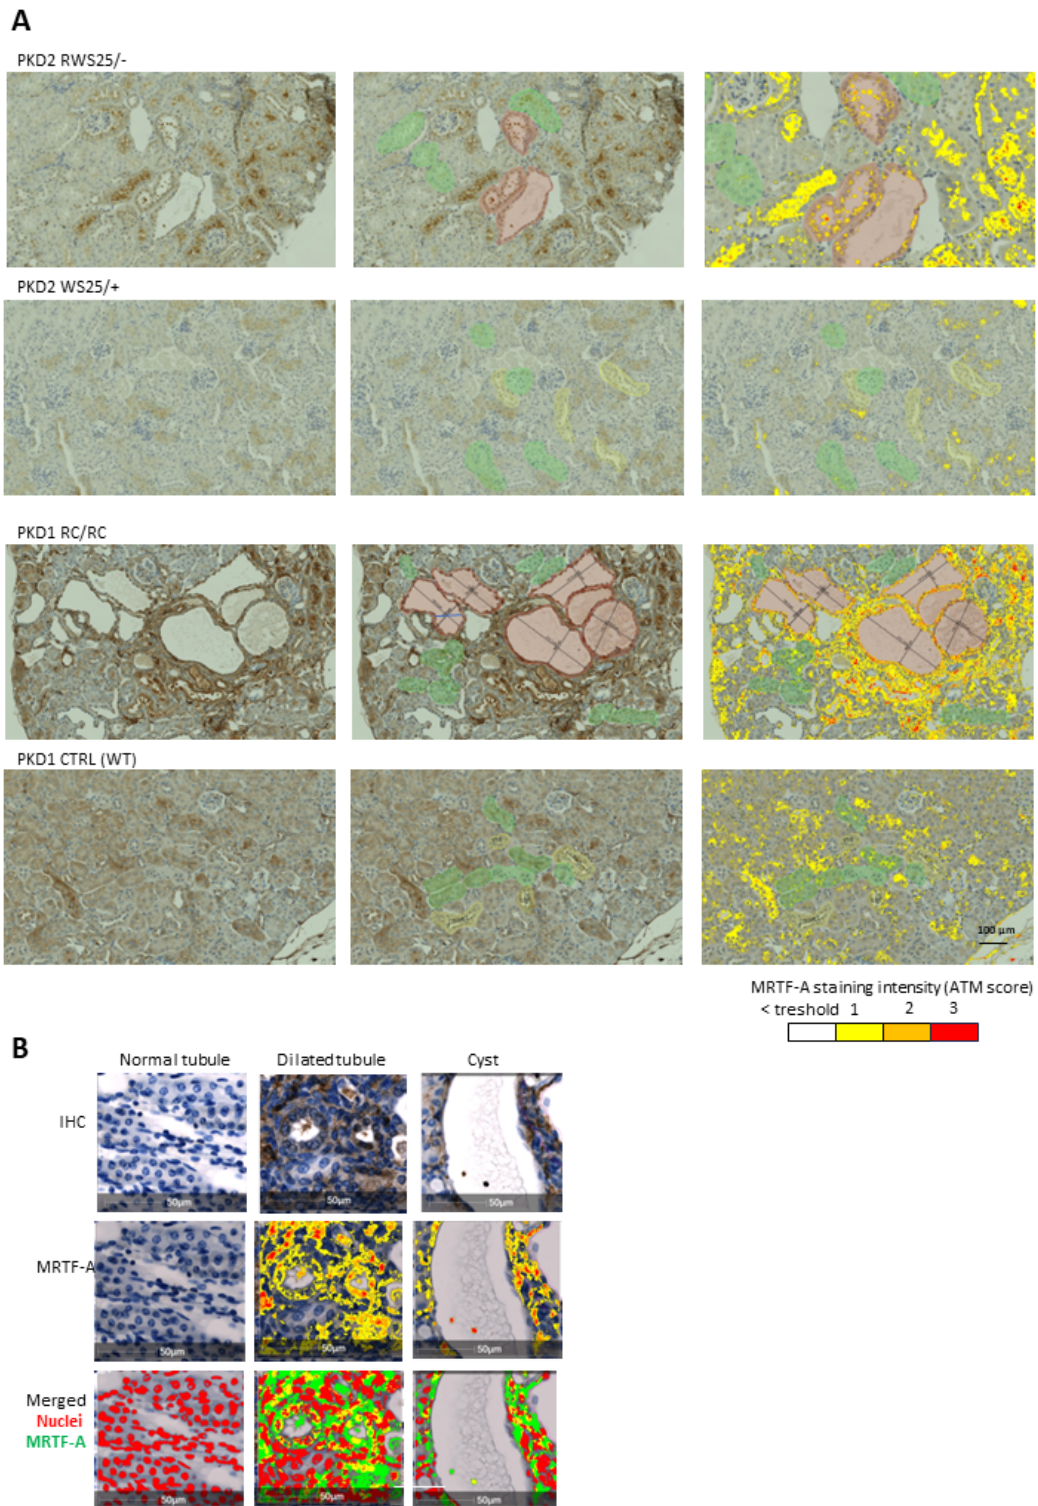 A
PKD2 RWS25/-
PKD2 WS25/+
PKD1 RC/RC
PKD1 CTRL (WT)
100 µm
MRTF-A staining intensity (ATM score)
< treshold 1 2 3
B
Normal tubule Dilated tubule Cyst
IHC
50µm 50µm 50µm
MRTF-A
50µm 50µm 50µm
Merged
Nuclei
MRTF-A
50µm 50µm 50µm